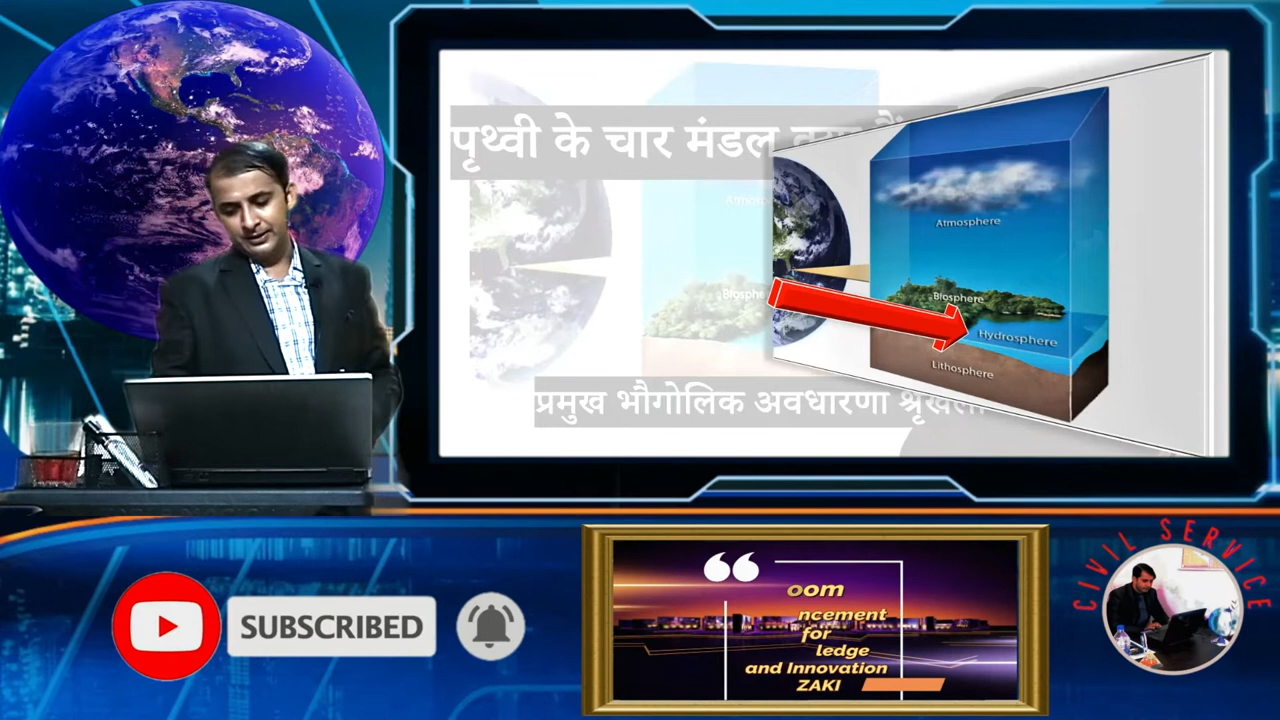 पृथ्वी के चार मंडल
Atmosphere
Biosphere
Hydrosphere
Lithosphere
प्रमुख भौगोलिक अवधारणा
SUBSCRIBED
oom
ncement
for
ledge
and Innovation
ZAKI
CIVIL SERVICE